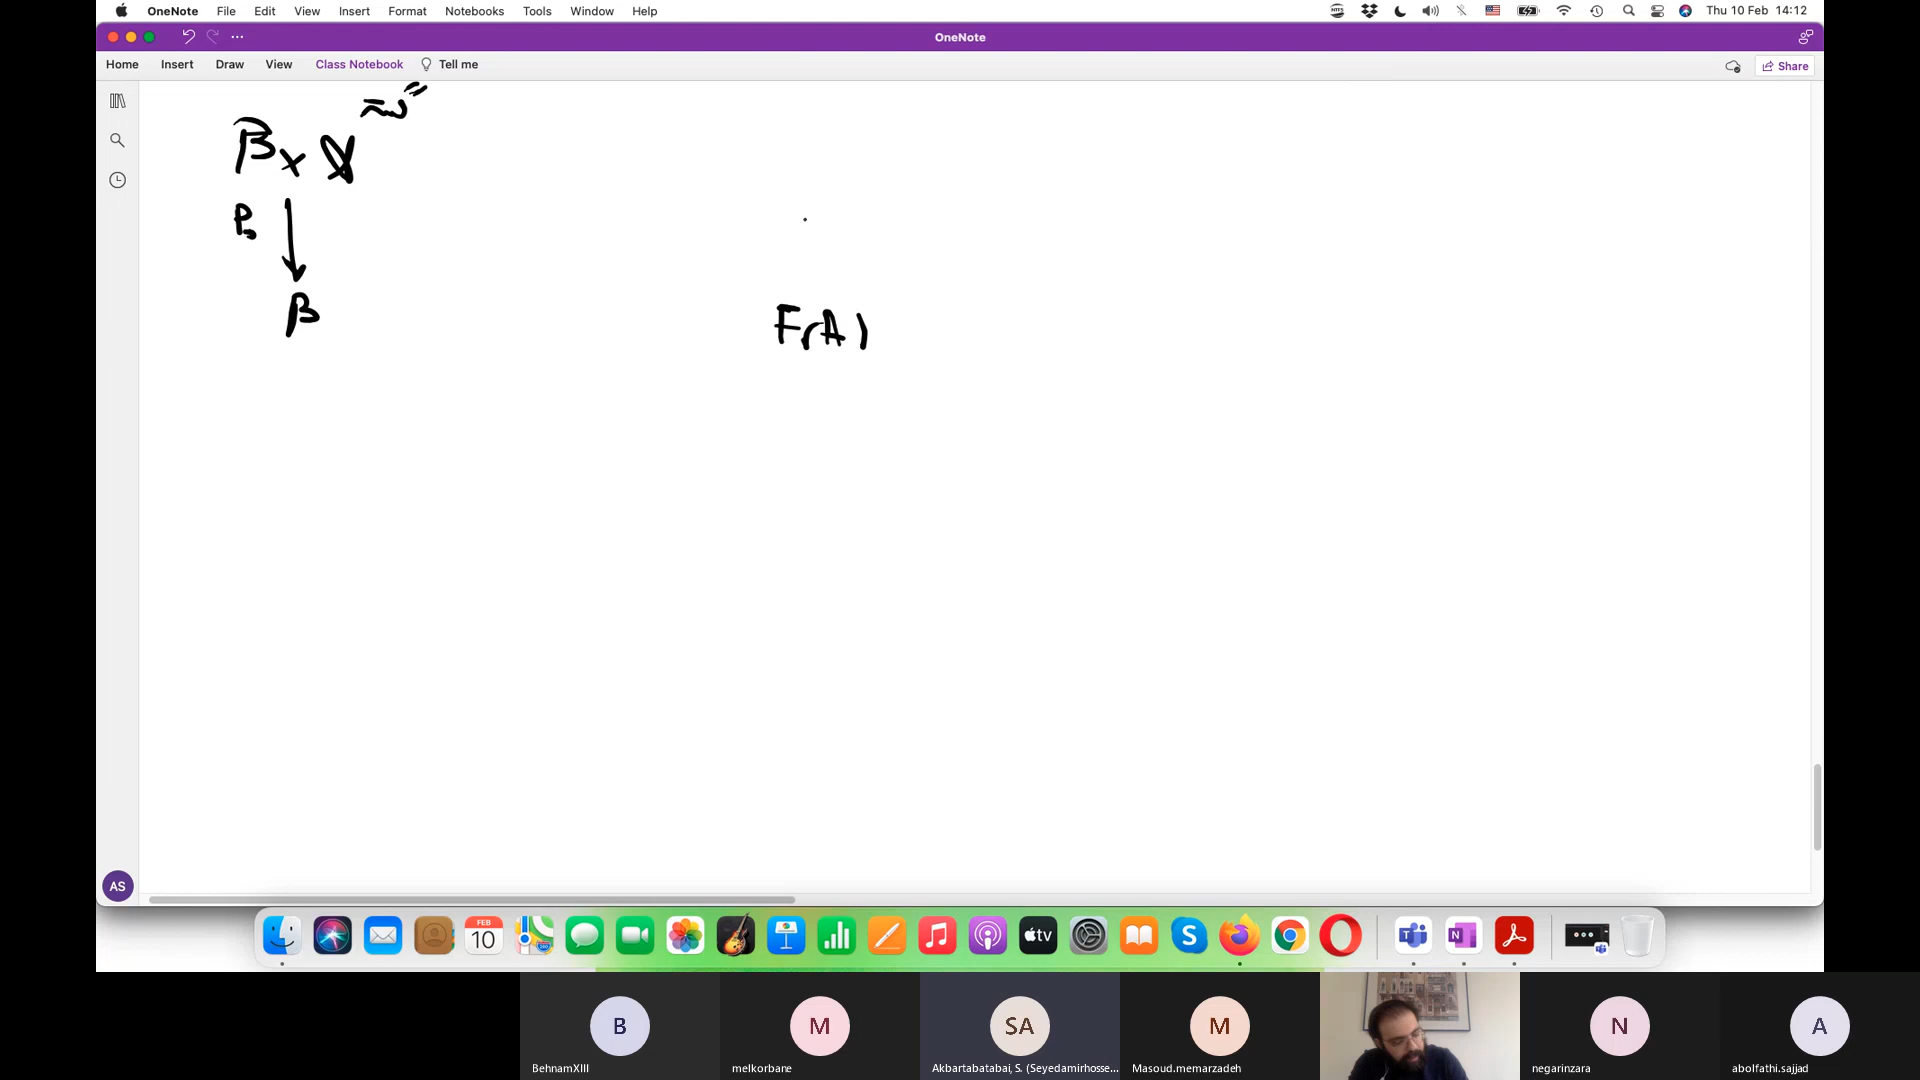 OneNote File Edit View Insert Format Notebooks Tools Window Help Thu 10 Feb 14:12
OneNote
Home Insert Draw View Class Notebook Tell me Share
B × X
P
B
F(A)
AS
FEB
10
tv
S
N
B M SA M N A
BehnamXIII melkorbane Akbartabatabai, S. (Seyedamirhosse... Masoud.memarzadeh negarinzara abolfathi.sajjad